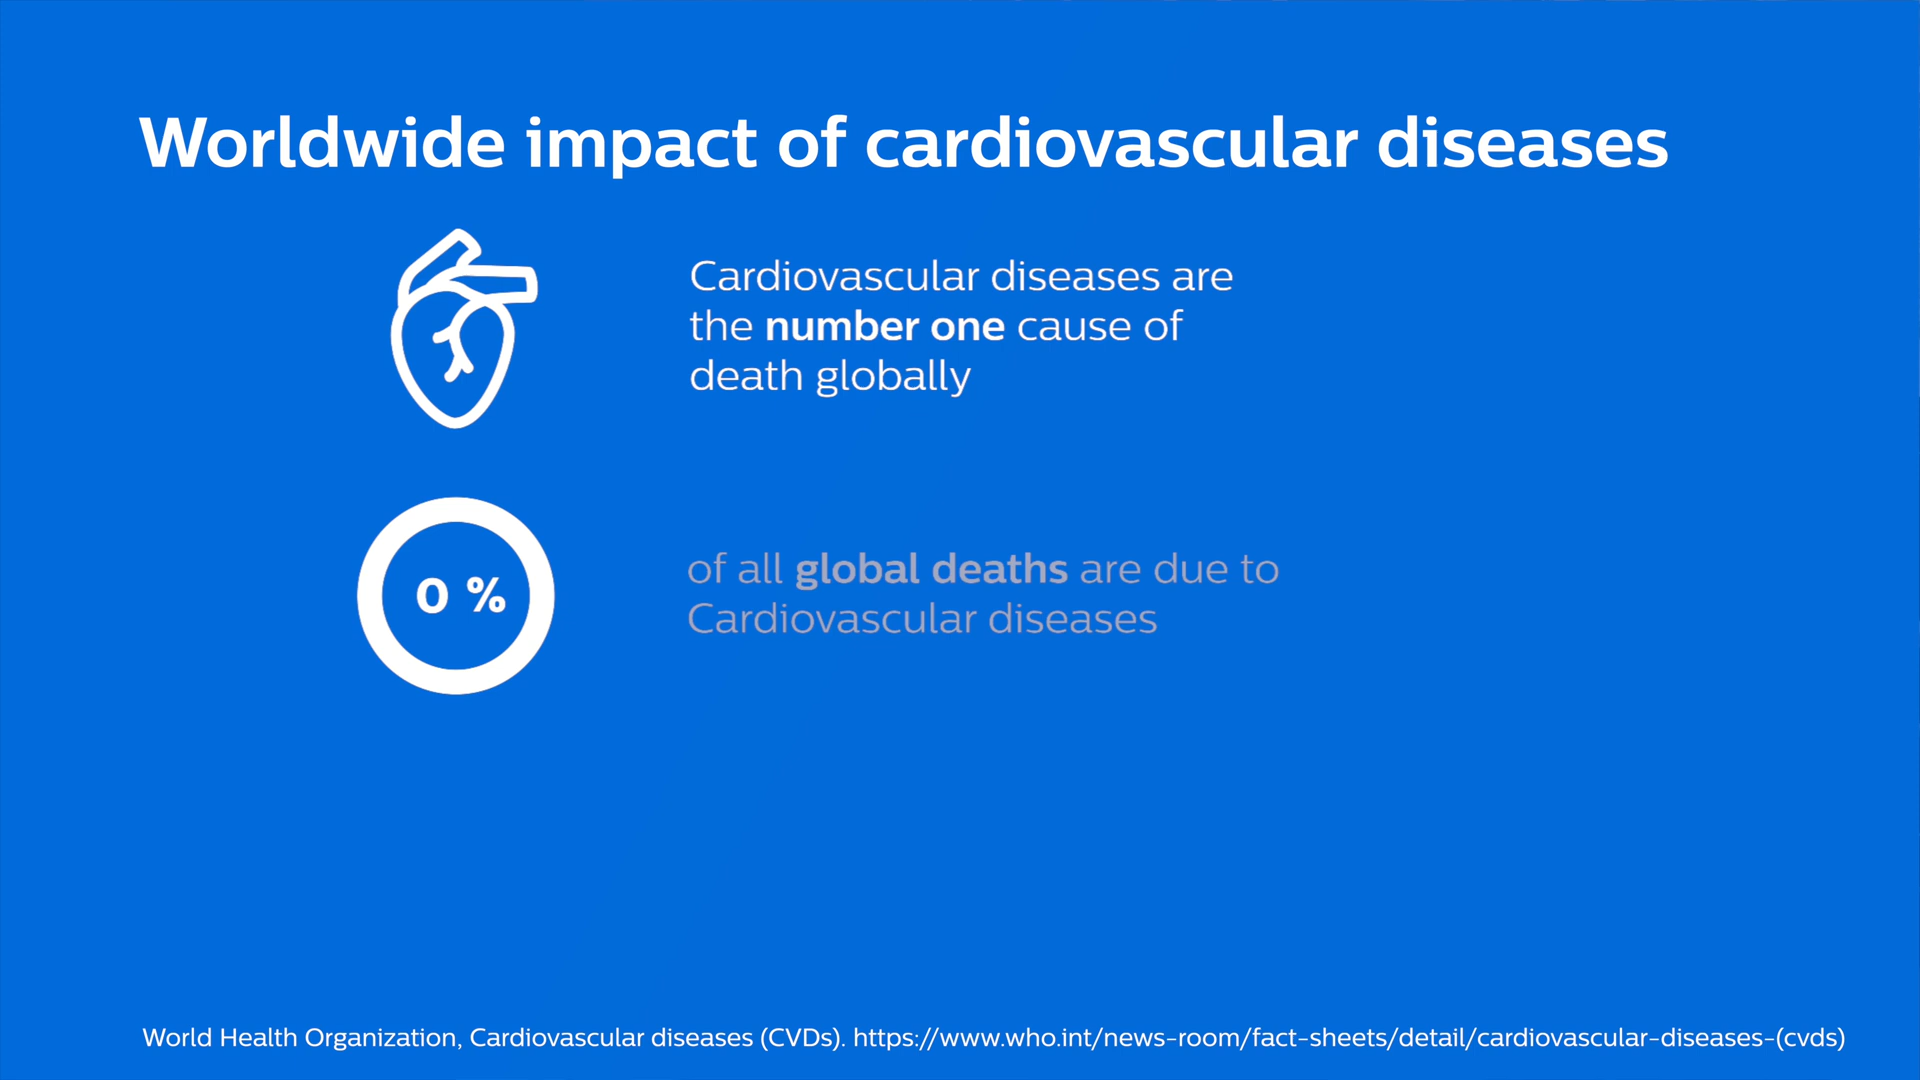 Worldwide impact of cardiovascular diseases
Cardiovascular diseases are
the number one cause of
death globally
0 %
of all global deaths are due to
Cardiovascular diseases
World Health Organization, Cardiovascular diseases (CVDs). https://www.who.int/news-room/fact-sheets/detail/cardiovascular-diseases-(cvds)